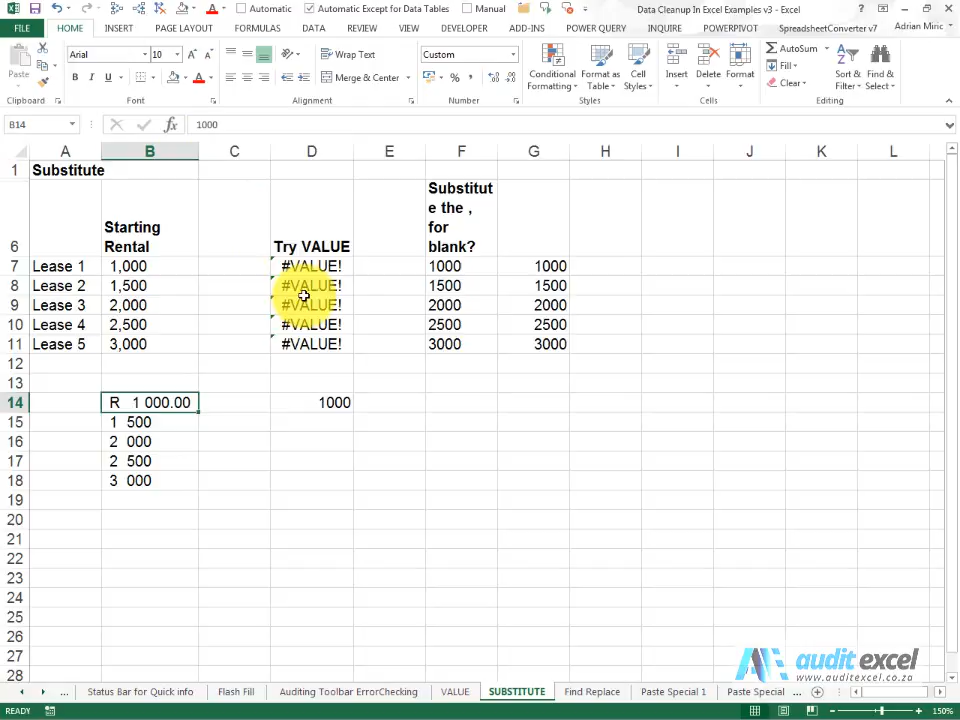 Automatic Automatic Except for Data Tables Manual Data Cleanup In Excel Examples v3 - Excel
FILE HOME INSERT PAGE LAYOUT FORMULAS DATA REVIEW VIEW DEVELOPER ADD-INS POWER QUERY INQUIRE POWERPIVOT SpreadsheetConverter v7 Adrian Miric
Arial 10 Wrap Text Custom AutoSum
Fill
Paste B I U Merge & Center % Conditional Format as Cell Insert Delete Format Clear Sort & Find &
Formatting Table Styles Filter Select
Clipboard Font Alignment Number Styles Cells Editing
B14 fx 1000
A B C D E F G H I J K L
1 Substitute
Substitut
e the ,
Starting for
6 Rental Try VALUE blank?
7 Lease 1 1,000 #VALUE! 1000 1000
8 Lease 2 1,500 #VALUE! 1500 1500
9 Lease 3 2,000 #VALUE! 2000 2000
10 Lease 4 2,500 #VALUE! 2500 2500
11 Lease 5 3,000 #VALUE! 3000 3000
12
13
14 R 1 000.00 1000
15 1 500
16 2 000
17 2 500
18 3 000
19
20
21
22
23
24
25
26
27
28
audit excel
www.auditexcel.co.za
... Status Bar for Quick info Flash Fill Auditing Toolbar ErrorChecking VALUE SUBSTITUTE Find Replace Paste Special 1 Paste Special ...
READY 150%